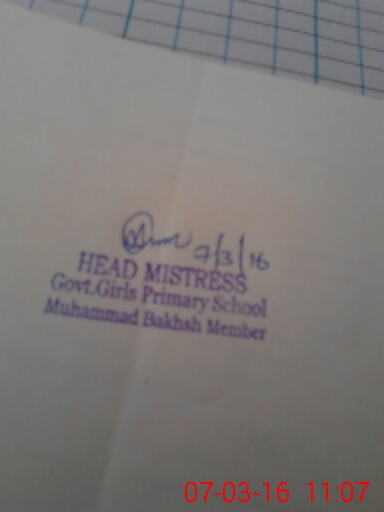 7/3/16
HEAD MISTRESS
Govt.Girls Primary School
Muhammad Bakhsh Member
07-03-16 11:07